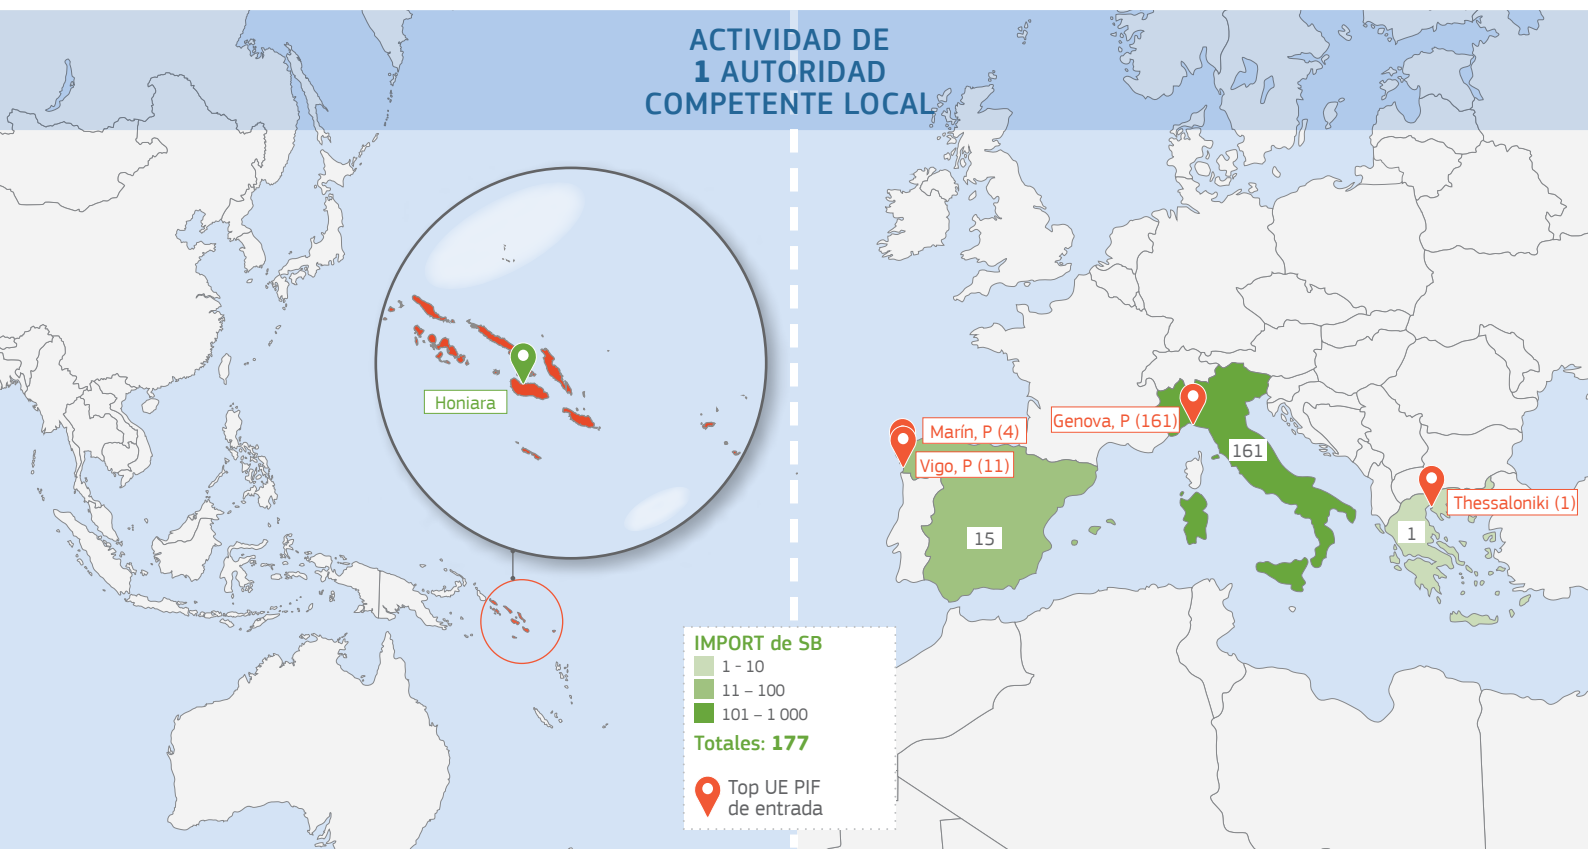 ACTIVIDAD DE
1 AUTORIDAD
COMPETENTE LOCAL
Honiara
Marín, P (4)
Vigo, P (11)
Genova, P (161)
161
Thessaloniki (1)
1
15
IMPORT de SB
1 - 10
11 – 100
101 – 1 000
Totales: 177
Top UE PIF
de entrada